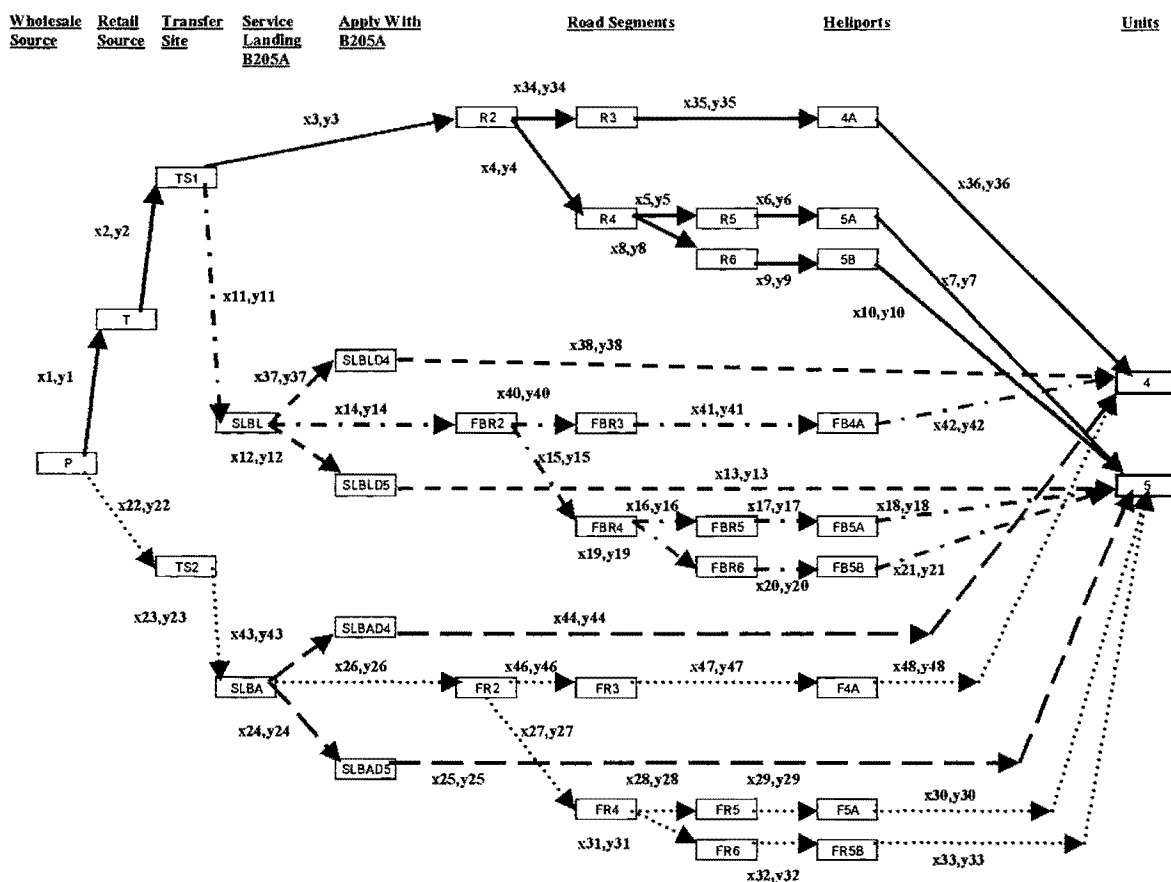 Wholesale Source
Retail Source
Transfer Site
Service Landing B205A
Apply With B205A
Road Segments
Heliports
Units
x34,y34
x35,y35
x3,y3
R2
R3
4A
x4,y4
x36,y36
TS1
x5,y5
x6,y6
R4
R5
5A
x2,y2
x8,y8
R6
5B
x9,y9
x7,y7
x11,y11
x10,y10
T
x38,y38
SLBLD4
x1,y1
x37,y37
x40,y40
4
x14,y14
x41,y41
SLBL
FBR2
FBR3
FB4A
x42,y42
x12,y12
x15,y15
P
x13,y13
SLBLD5
5
x22,y22
x16,y16
x17,y17
x18,y18
FBR4
FBR5
FB5A
x19,y19
TS2
FBR6
FB5B
x21,y21
x20,y20
x23,y23
x44,y44
SLBAD4
x43,y43
x26,y26
x46,y46
x47,y47
x48,y48
SLBA
FR2
FR3
F4A
x24,y24
x27,y27
SLBAD5
x25,y25
x28,y28
x29,y29
x30,y30
FR4
FR5
F5A
x31,y31
FR6
FR5B
x33,y33
x32,y32